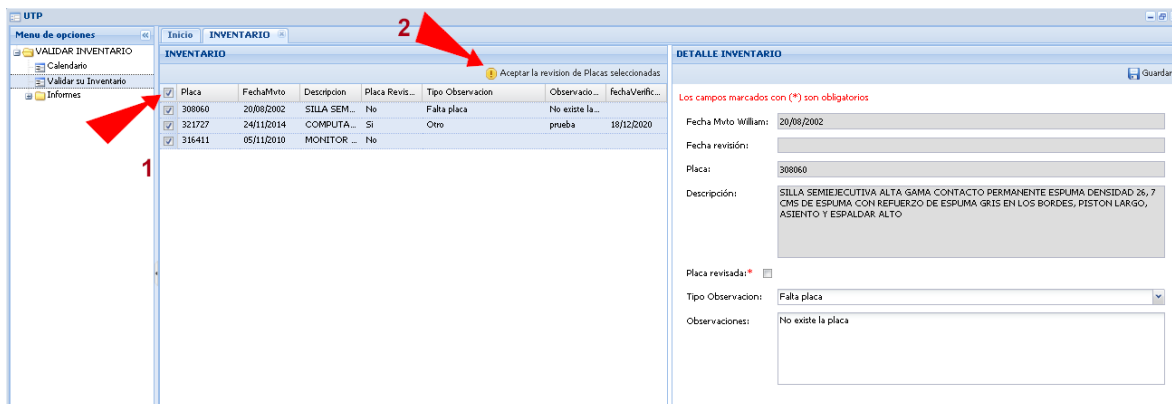 UTP
Menu de opciones
VALIDAR INVENTARIO
Calendario
Validar su Inventario
Informes
1
Inicio INVENTARIO
2
INVENTARIO
Aceptar la revision de Placas seleccionadas
Placa FechaMvto Descripcion Placa Revis... Tipo Observacion Observacio... fechaVerific...
308060 20/08/2002 SILLA SEM... No Falta placa No existe la...
321727 24/11/2014 COMPUTA... Si Otro prueba 18/12/2020
316411 05/11/2010 MONITOR ... No
DETALLE INVENTARIO
Guardar
Los campos marcados con (*) son obligatorios
Fecha Mvto William: 20/08/2002
Fecha revisión:
Placa: 308060
Descripción: SILLA SEMIEJECUTIVA ALTA GAMA CONTACTO PERMANENTE ESPUMA DENSIDAD 26, 7
CMS DE ESPUMA CON REFUERZO DE ESPUMA GRIS EN LOS BORDES, PISTON LARGO,
ASIENTO Y ESPALDAR ALTO
Placa revisada:*
Tipo Observacion: Falta placa
Observaciones: No existe la placa